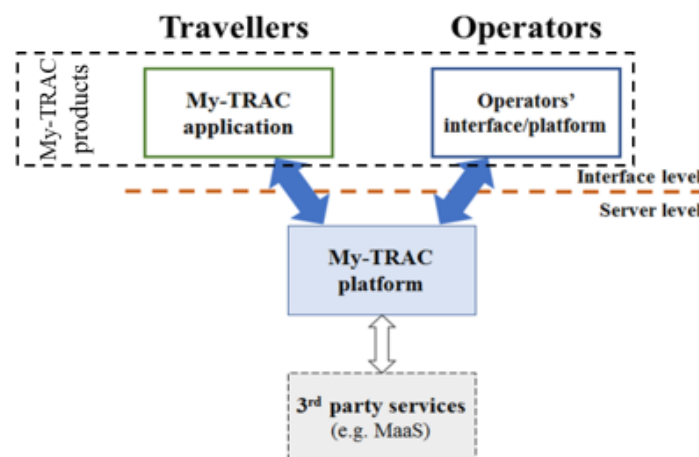 Travellers
Operators
My-TRAC
products
My-TRAC
application
Operators'
interface/platform
Interface level
Server level
My-TRAC
platform
3rd party services
(e.g. MaaS)